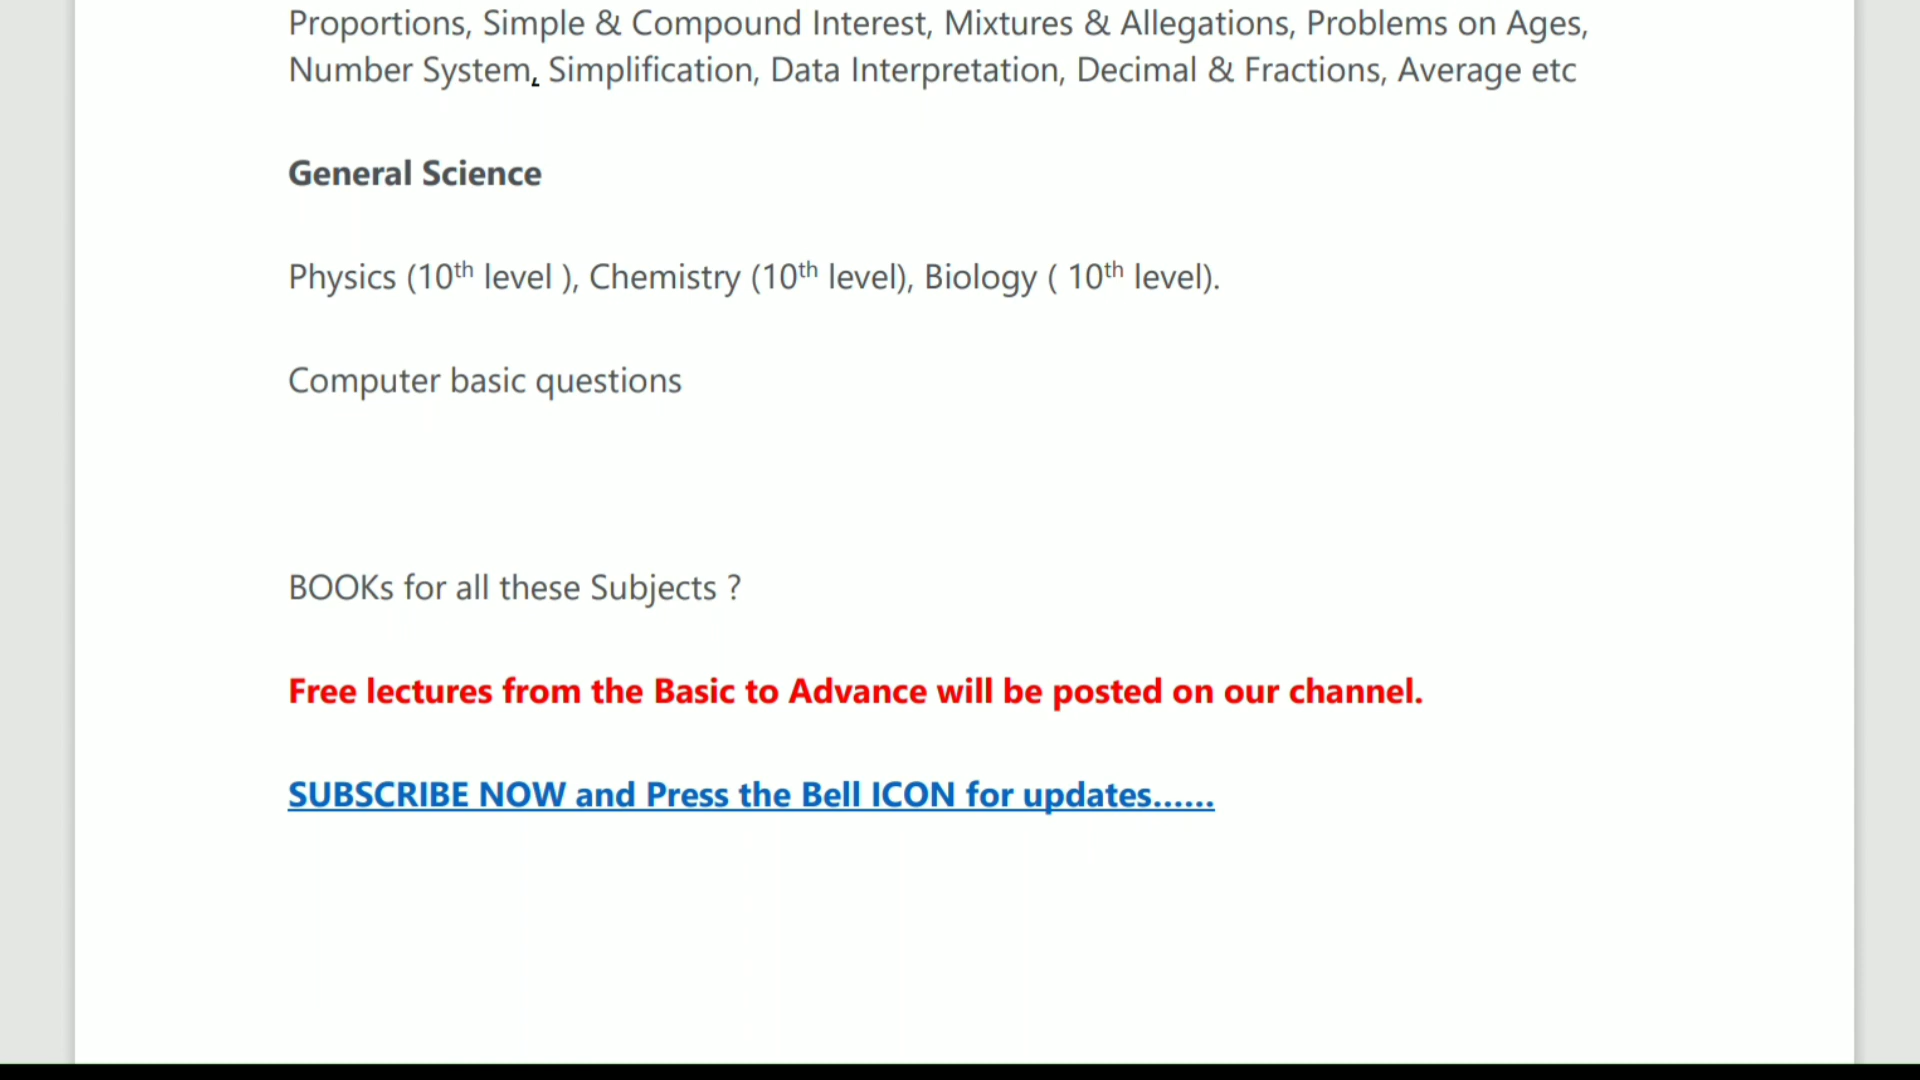 Proportions, Simple & Compound Interest, Mixtures & Allegations, Problems on Ages,
Number System, Simplification, Data Interpretation, Decimal & Fractions, Average etc
General Science
Physics (10th level ), Chemistry (10th level), Biology ( 10th level).
Computer basic questions
BOOKs for all these Subjects ?
Free lectures from the Basic to Advance will be posted on our channel.
SUBSCRIBE NOW and Press the Bell ICON for updates......